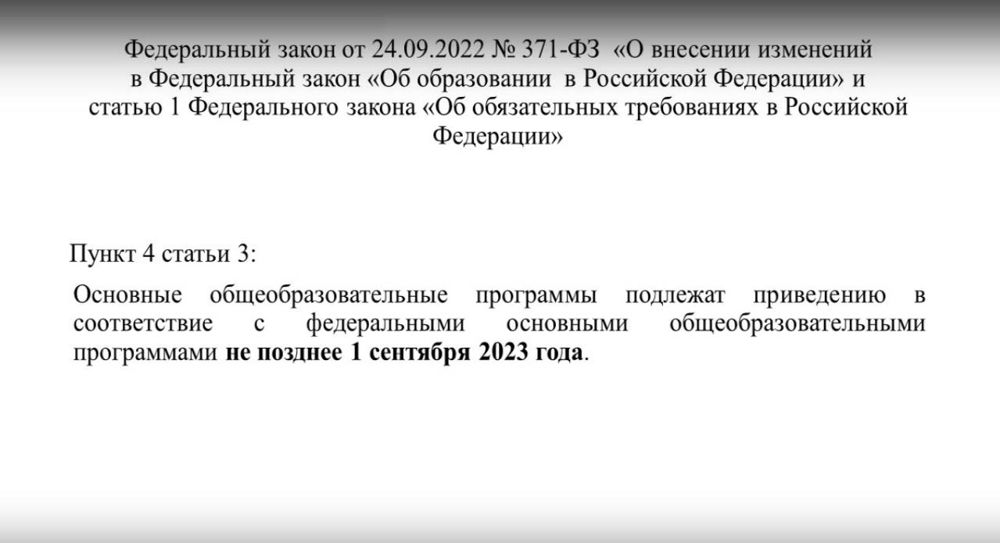 Федеральный закон от 24.09.2022 № 371-ФЗ «О внесении изменений
в Федеральный закон «Об образовании в Российской Федерации» и
статью 1 Федерального закона «Об обязательных требованиях в Российской
Федерации»
Пункт 4 статьи 3:
Основные общеобразовательные программы подлежат приведению в
соответствие с федеральными основными общеобразовательными
программами не позднее 1 сентября 2023 года.